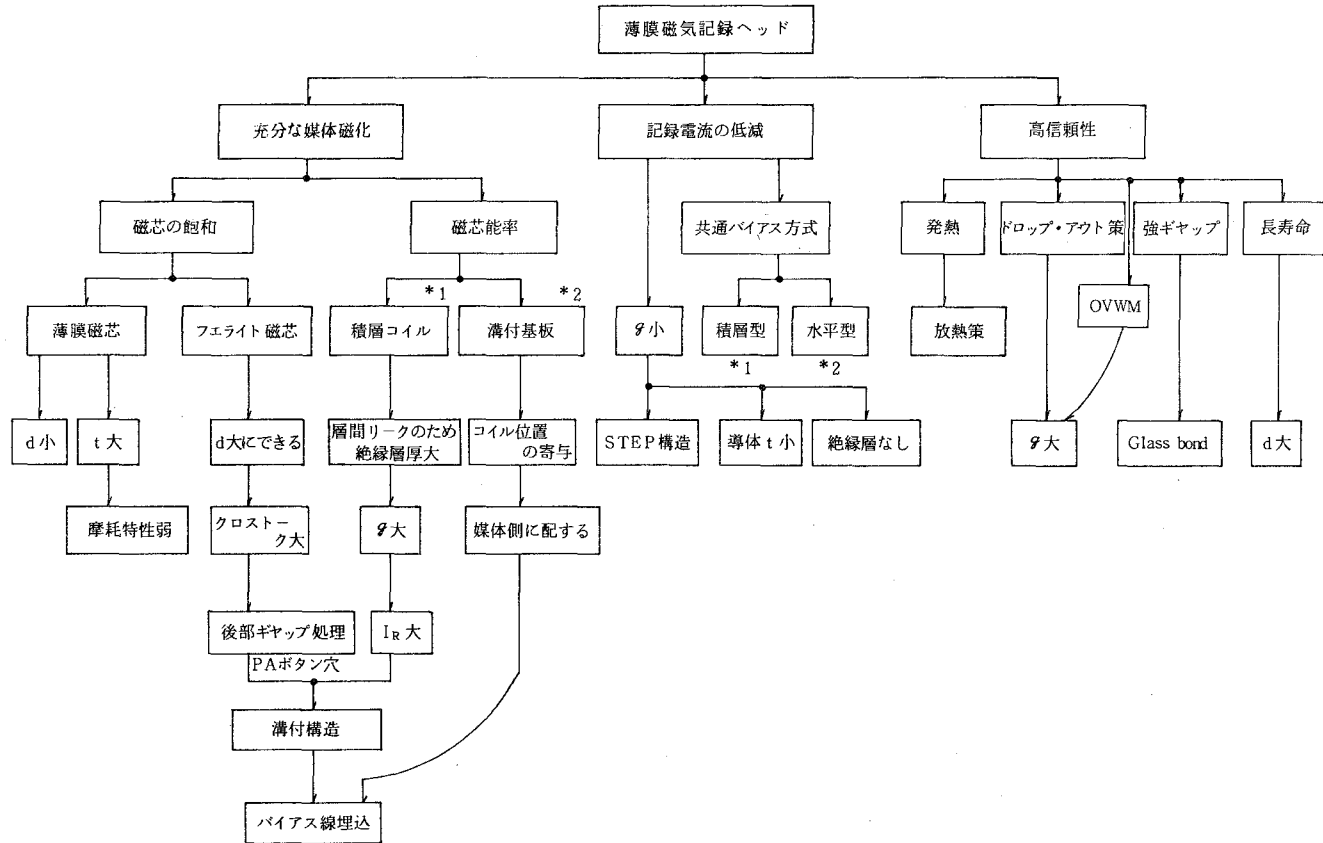 薄膜磁気記録ヘッド
充分な媒体磁化
記録電流の低減
高信頼性
磁芯の飽和
磁芯能率
共通バイアス方式
発熱
ドロップ・アウト策
強ギャップ
長寿命
*1
*2
OVWM
薄膜磁芯
フエライト磁芯
積層コイル
溝付基板
g小
積層型
水平型
放熱策
*1
*2
d小
t大
d大にできる
層間リークのため
絶縁層厚大
コイル位置
の寄与
STEP構造
導体t小
絶縁層なし
g大
Glass bond
d大
摩耗特性弱
クロストー
ク大
g大
媒体側に配する
後部ギャップ処理
IR大
PAボタン穴
溝付構造
バイアス線埋込